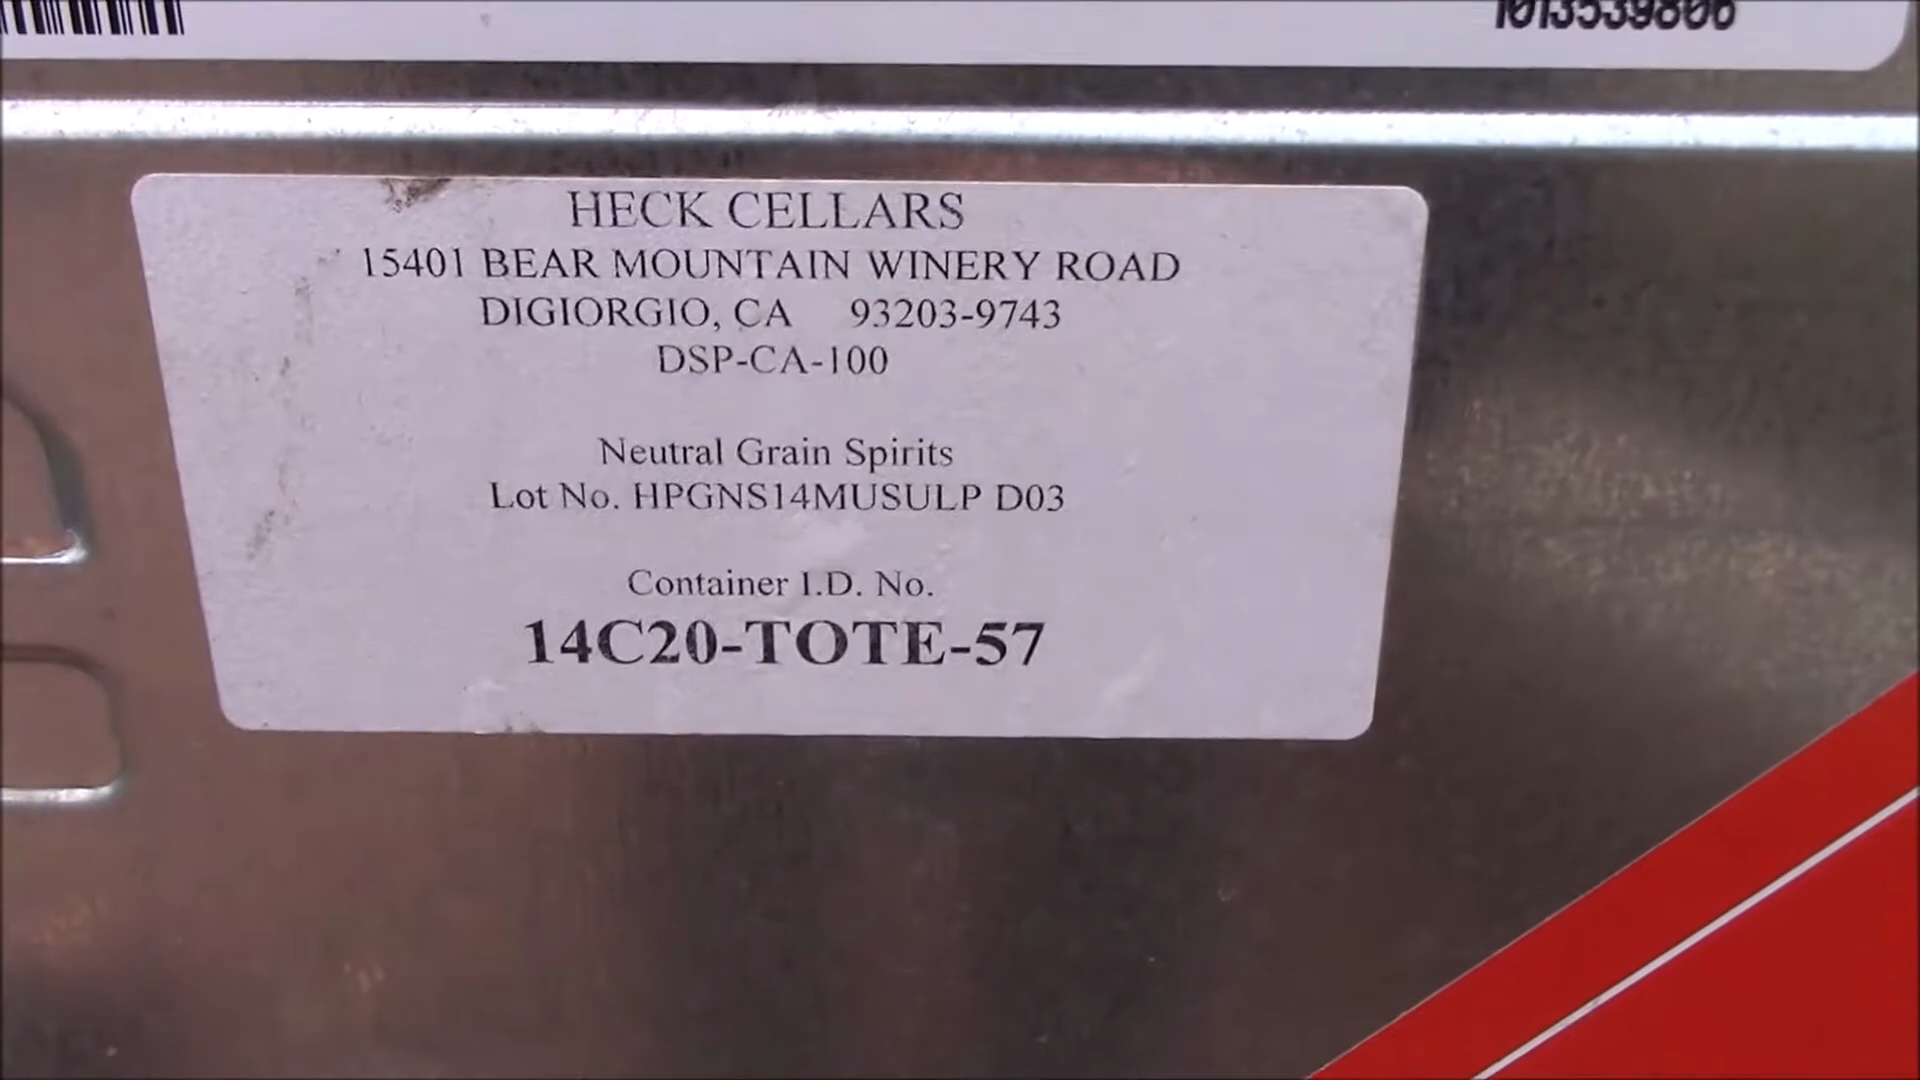 1013539806
HECK CELLARS
15401 BEAR MOUNTAIN WINERY ROAD
DIGIORGIO, CA 93203-9743
DSP-CA-100
Neutral Grain Spirits
Lot No. HPGNS14MUSULP D03
Container I.D. No.
14C20-TOTE-57